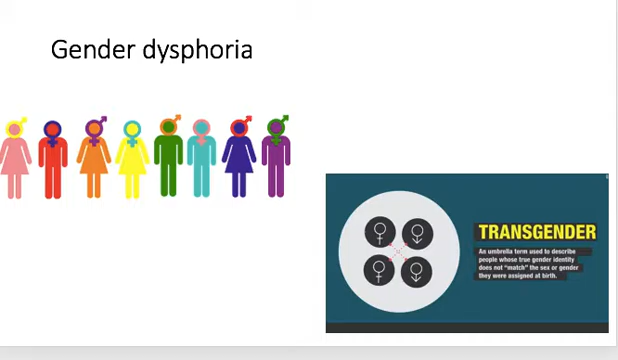 Gender dysphoria
TRANSGENDER
An umbrella term used to describe
people whose true gender identity
does not "match" the sex or gender
they were assigned at birth.